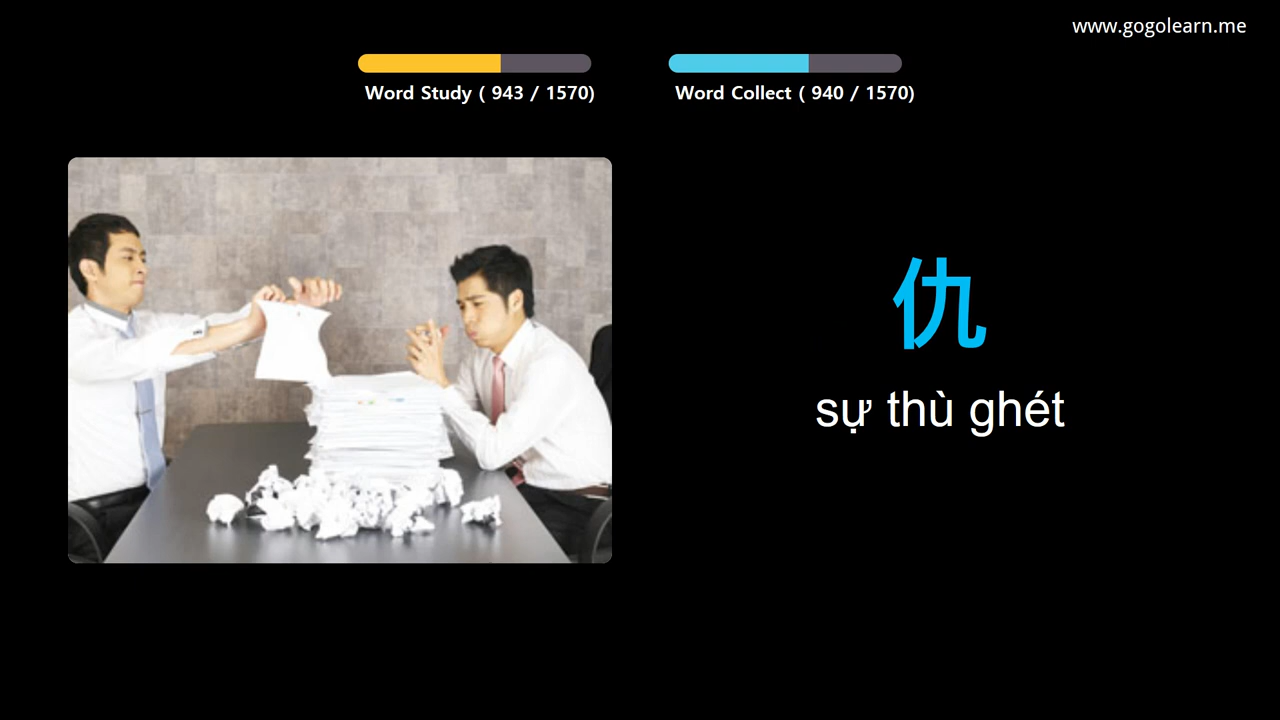 www.gogolearn.me
Word Study ( 943 / 1570)
Word Collect ( 940 / 1570)
仇
sự thù ghét